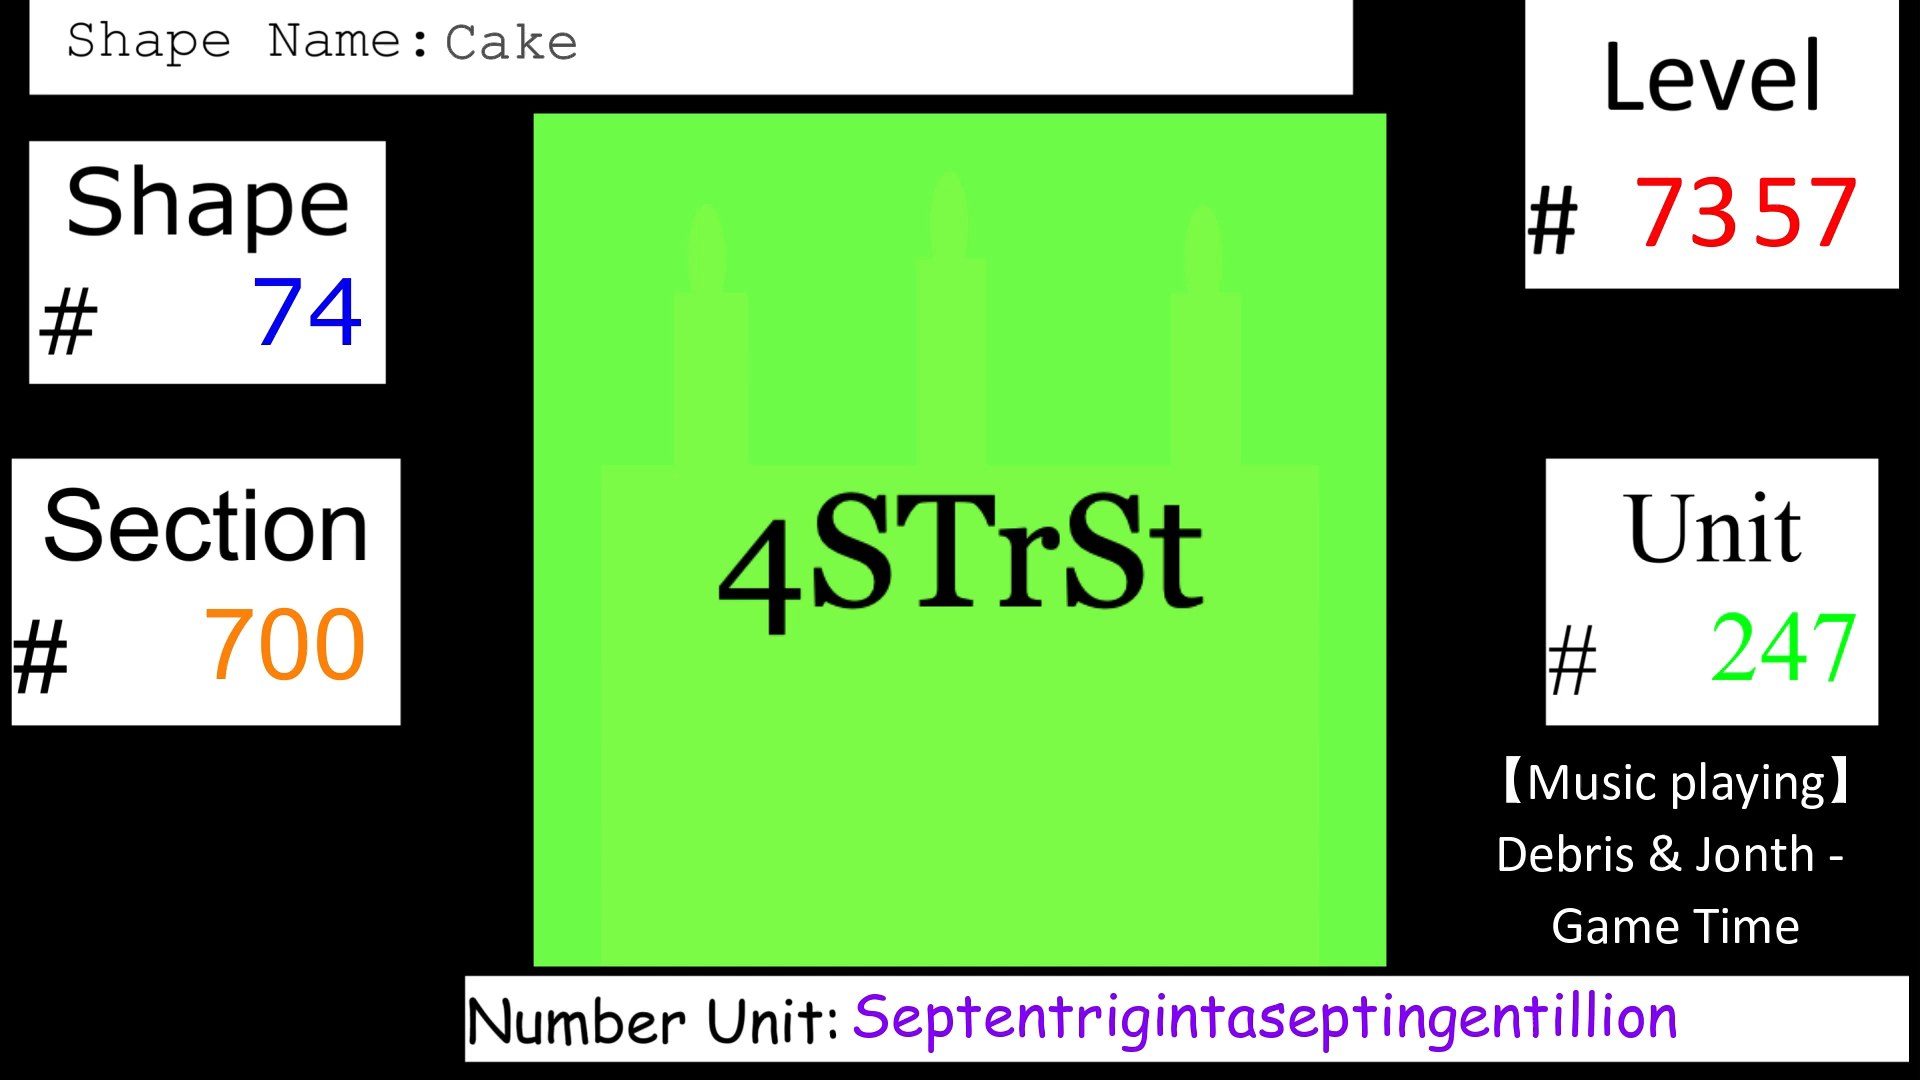 Shape Name: Cake
Level
# 7357
Shape
# 74
Section
# 700
4STrSt
Unit
# 247
【Music playing】
Debris & Jonth -
Game Time
Number Unit: Septentrigintaseptingentillion